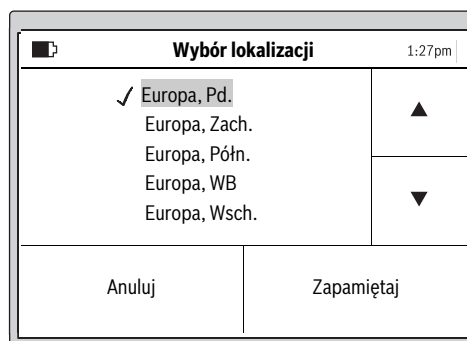 Wybór lokalizacji 1:27pm
Europa, Pd.
Europa, Zach.
Europa, Półn.
Europa, WB
Europa, Wsch.
Anuluj Zapamiętaj